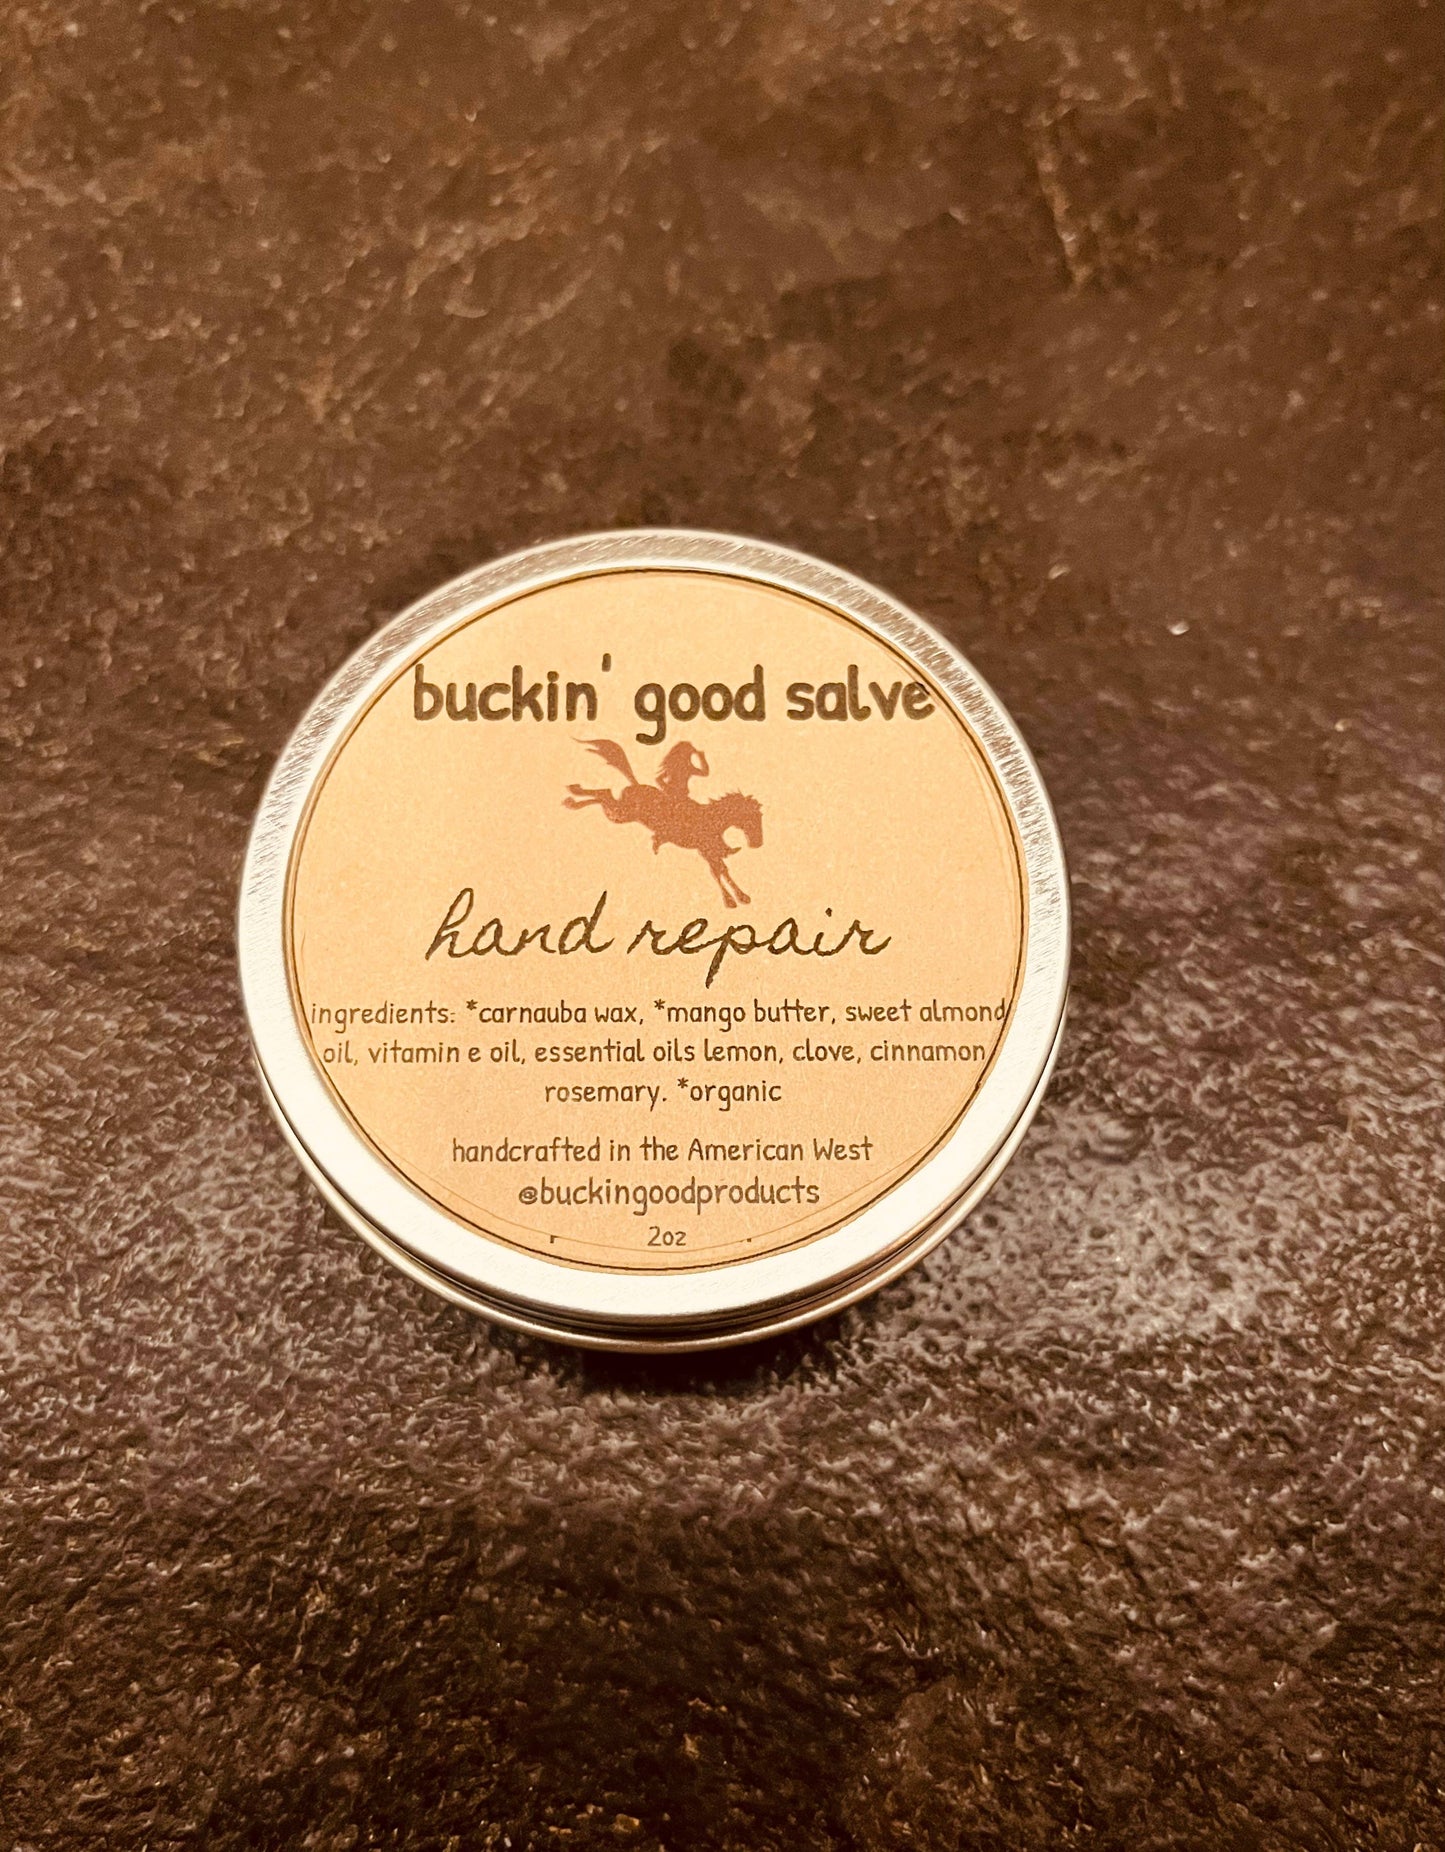 buckin' good salve
hand repair
ingredients: *carnauba wax, *mango butter, sweet almond
oil, vitamin e oil, essential oils lemon, clove, cinnamon
rosemary. *organic
handcrafted in the American West
@buckingoodproducts
2oz